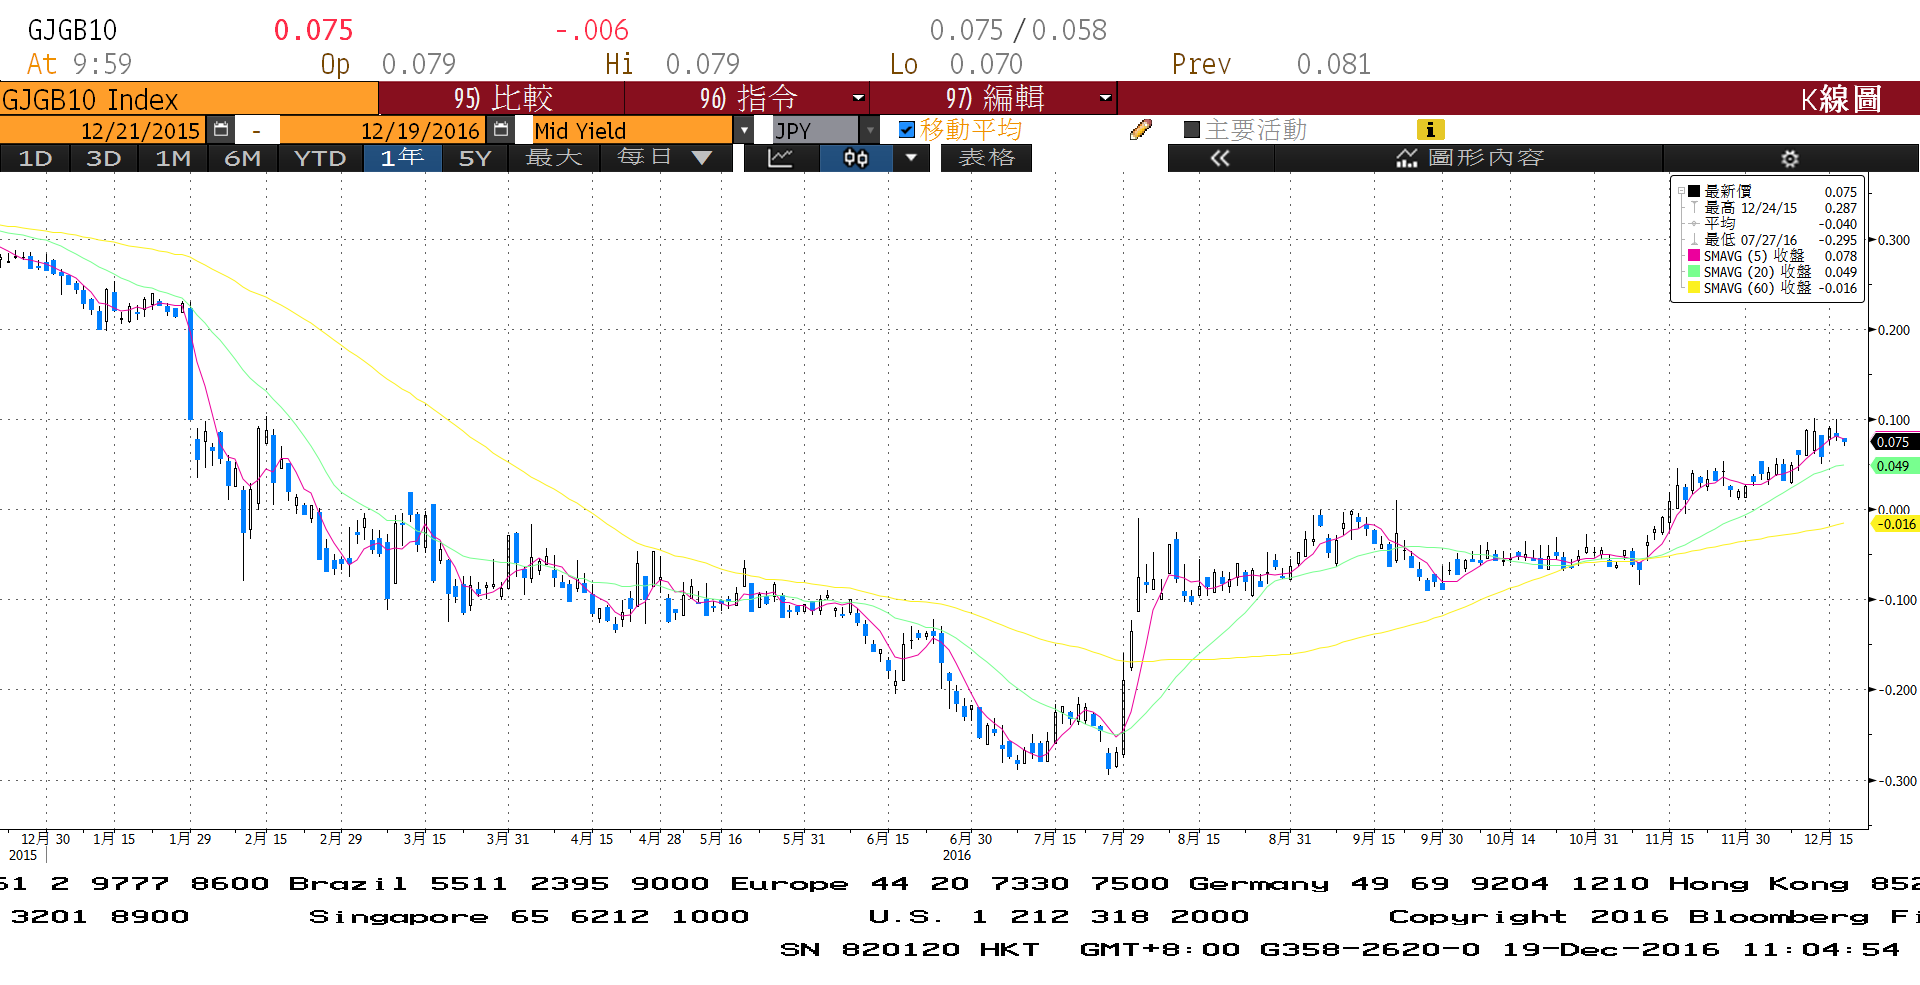 GJGB10 0.075 -.006 0.075 / 0.058
At 9:59 Op 0.079 Hi 0.079 Lo 0.070 Prev 0.081
GJGB10 Index 95) 比較 96) 指令 97) 編輯 K線圖
12/21/2015 - 12/19/2016 Mid Yield JPY 移動平均 主要活動 i
1D 3D 1M 6M YTD 1年 5Y 最大 每日 表格 « 圖形內容
最新價 0.075
最高 12/24/15 0.287
平均 -0.040
最低 07/27/16 -0.295
SMAVG (5) 收盤 0.078
SMAVG (20) 收盤 0.049
SMAVG (60) 收盤 -0.016
0.300
0.200
0.100
0.075
0.049
0.000
-0.016
-0.100
-0.200
-0.300
12月 30 1月 15 1月 29 2月 15 2月 29 3月 15 3月 31 4月 15 4月 28 5月 16 5月 31 6月 15 6月 30 7月 15 7月 29 8月 15 8月 31 9月 15 9月 30 10月 14 10月 31 11月 15 11月 30 12月 15
2015 2016
61 2 9777 8600 Brazil 5511 2395 9000 Europe 44 20 7330 7500 Germany 49 69 9204 1210 Hong Kong 852
3201 8900 Singapore 65 6212 1000 U.S. 1 212 318 2000 Copyright 2016 Bloomberg Fi
SN 820120 HKT GMT+8:00 G358-2620-0 19-Dec-2016 11:04:54